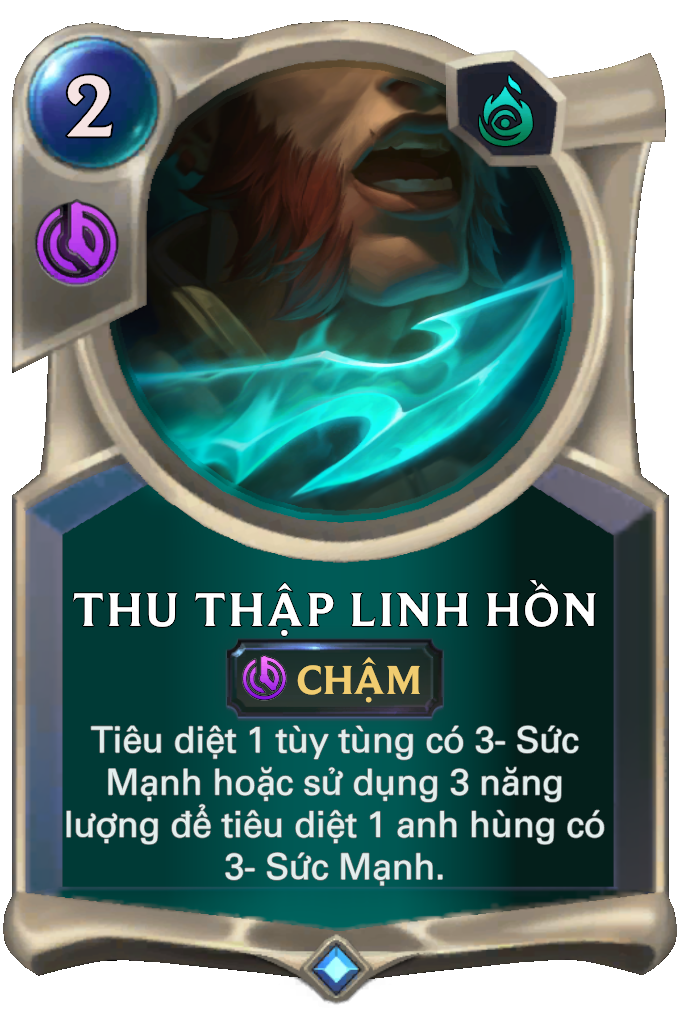 2
THU THẬP LINH HỒN
CHẬM
Tiêu diệt 1 tùy tùng có 3- Sức
Mạnh hoặc sử dụng 3 năng
lượng để tiêu diệt 1 anh hùng có
3- Sức Mạnh.